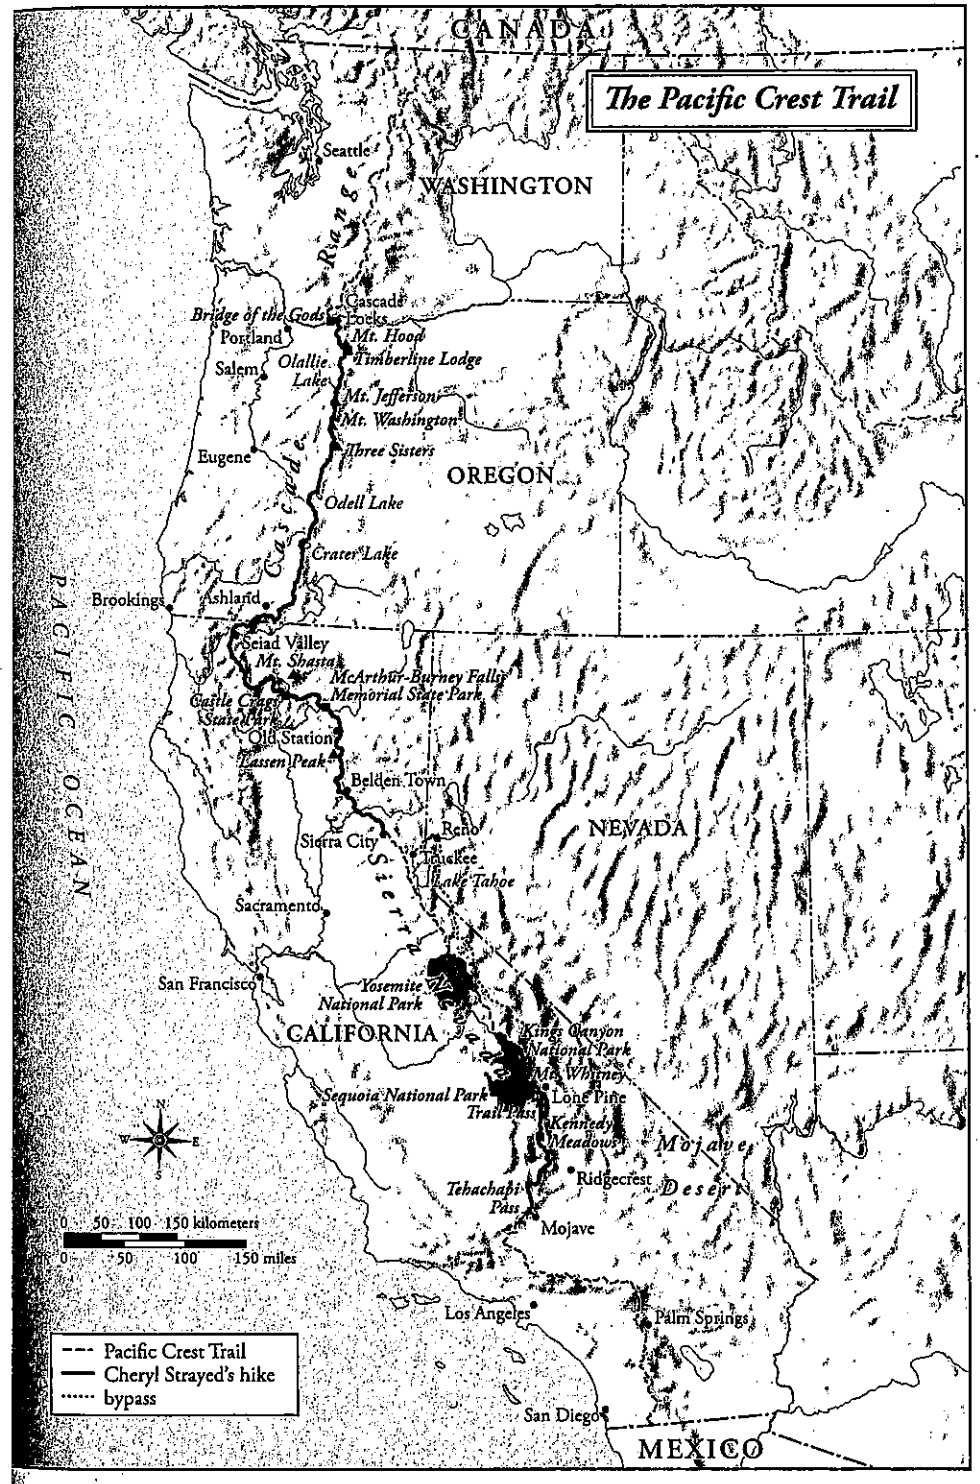 CANADA
The Pacific Crest Trail
Seattle
WASHINGTON
Range
Cascade
Locks
Bridge of the Gods
Portland
Mt. Hood
Timberline Lodge
Olallie
Lake
Salem
Mt. Jefferson
Mt. Washington
Eugene
Three Sisters
OREGON
Odell Lake
Cascade
Crater Lake
Brookings
Ashland
Seiad Valley
Mt. Shasta
McArthur-Burney Falls
Memorial State Park
Castle Crags
State Park
Old Station
Lassen Peak
Belden Town
PACIFIC OCEAN
Reno
NEVADA
Sierra City
Truckee
Lake Tahoe
Sierra
Sacramento
San Francisco
Yosemite
National Park
CALIFORNIA
Kings Canyon
National Park
Mt. Whitney
Sequoia National Park
Lone Pine
Trail Pass
Kennedy
Meadows
N
W
E
S
Mojave
Desert
Ridgecrest
Tehachapi
Pass
Mojave
0 50 100 150 kilometers
0 50 100 150 miles
Los Angeles
Palm Springs
Pacific Crest Trail
Cheryl Strayed's hike
bypass
San Diego
MEXICO